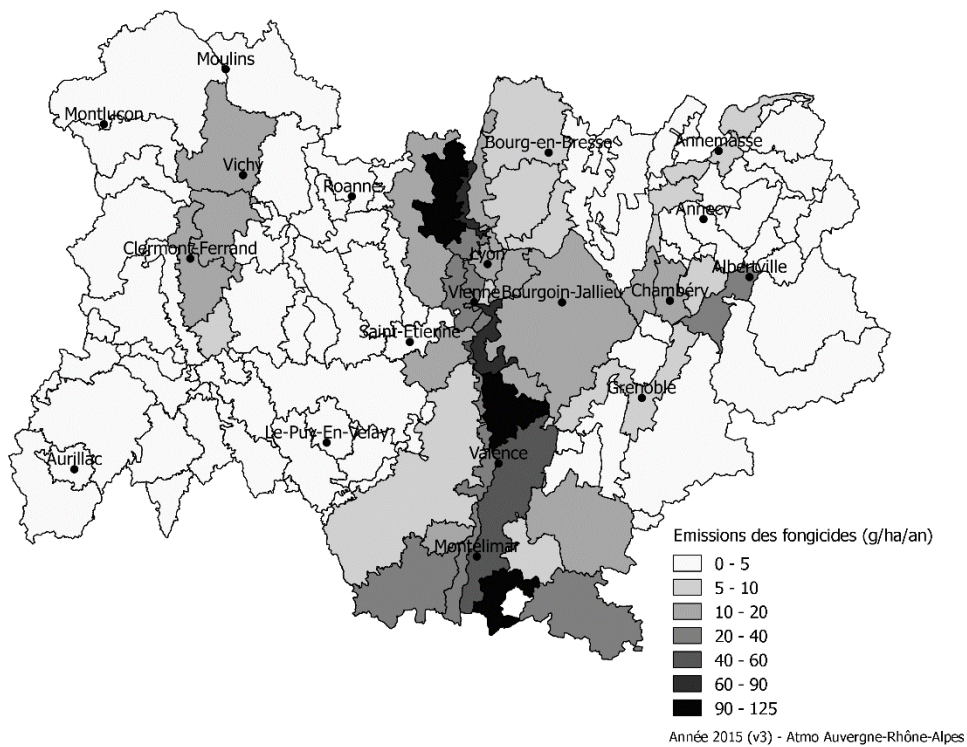 Moulins
Montluçon
Bourg-en-Bresse
Annemasse
Vichy
Roanne
Annecy
Clermont-Ferrand
Lyon
Albertville
Vienne
Bourgoin-Jallieu
Chambéry
Saint-Etienne
Grenoble
Le-Puy-En-Velay
Aurillac
Valence
Montélimar
Emissions des fongicides (g/ha/an)
0 - 5
5 - 10
10 - 20
20 - 40
40 - 60
60 - 90
90 - 125
Année 2015 (v3) - Atmo Auvergne-Rhône-Alpes